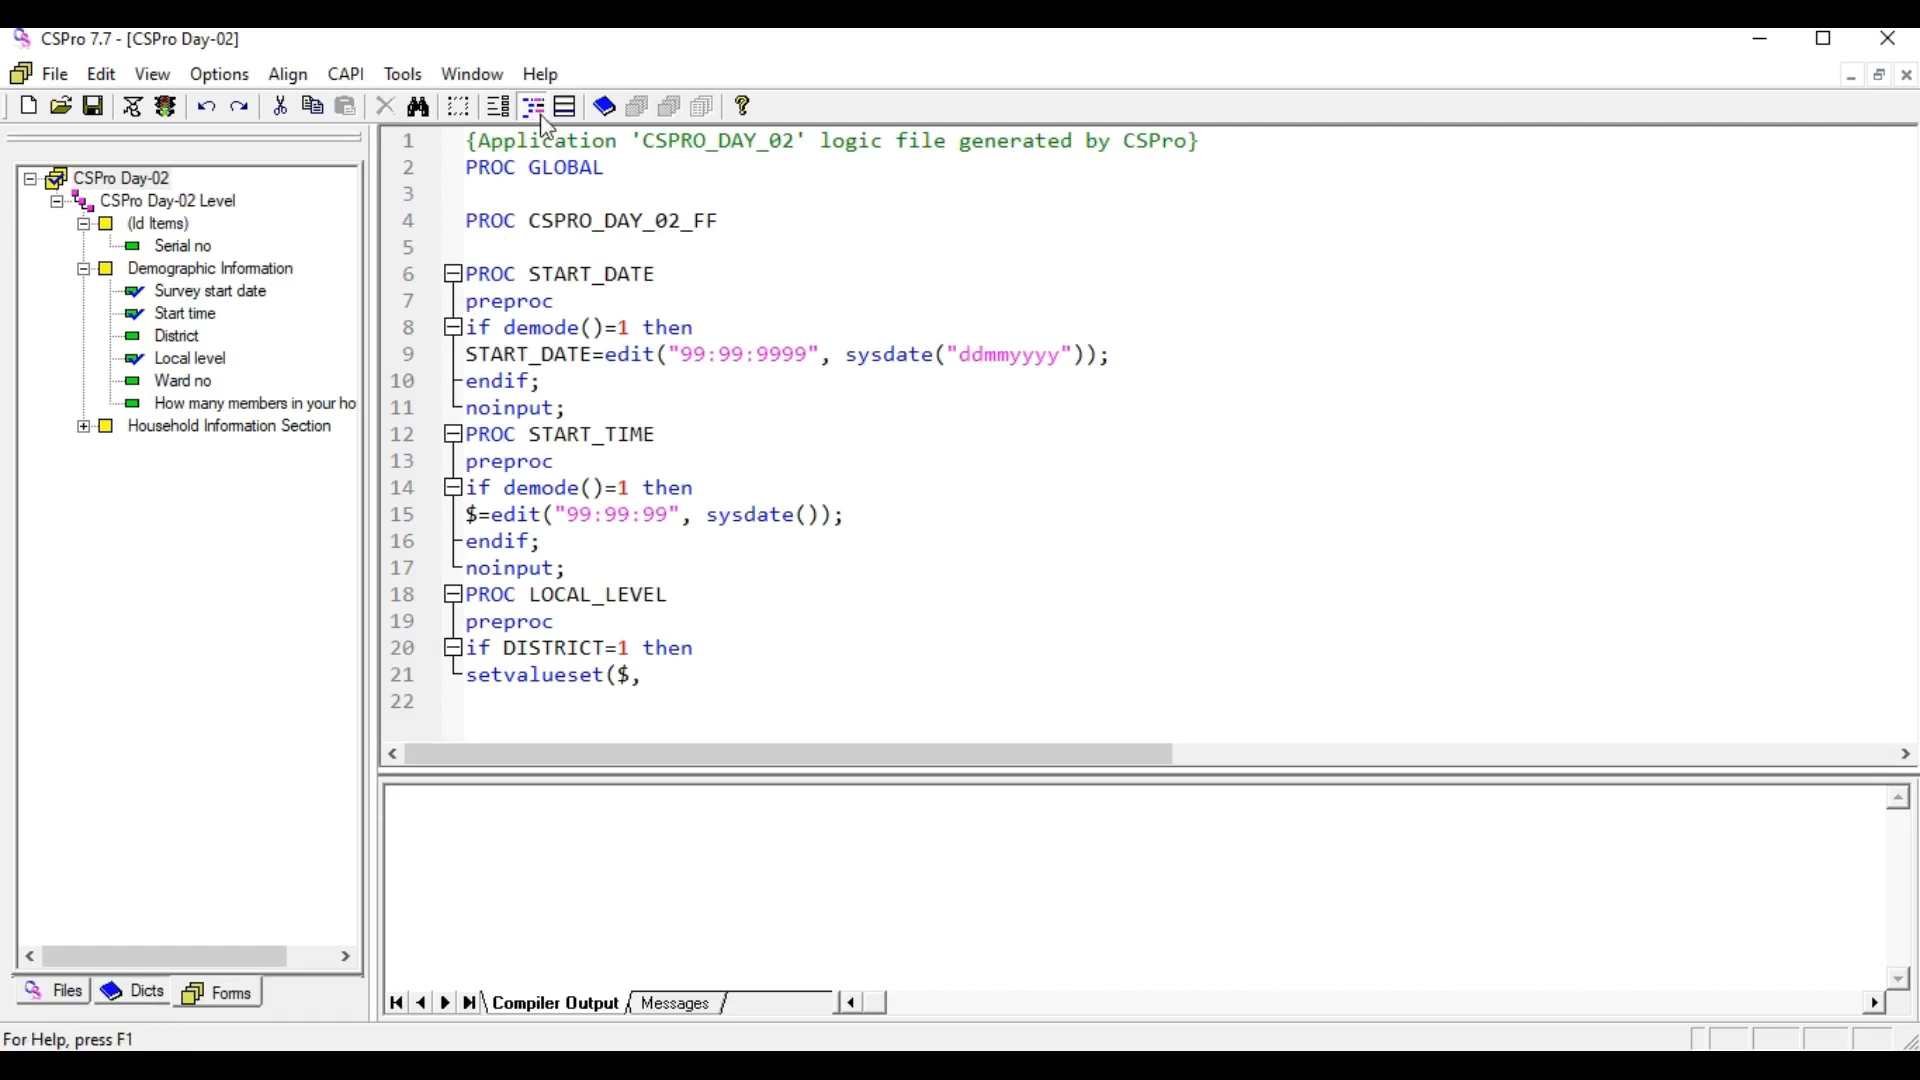 CSPro 7.7 - [CSPro Day-02]
File Edit View Options Align CAPI Tools Window Help
CSPro Day-02
CSPro Day-02 Level
(Id Items)
Serial no
Demographic Information
Survey start date
Start time
District
Local level
Ward no
How many members in your ho
Household Information Section
Files Dicts Forms
1 {Application 'CSPRO_DAY_02' logic file generated by CSPro}
2 PROC GLOBAL
3
4 PROC CSPRO_DAY_02_FF
5
6 PROC START_DATE
7 preproc
8 if demode()=1 then
9 START_DATE=edit("99:99:9999", sysdate("ddmmyyyy"));
10 endif;
11 noinput;
12 PROC START_TIME
13 preproc
14 if demode()=1 then
15 $=edit("99:99:99", sysdate());
16 endif;
17 noinput;
18 PROC LOCAL_LEVEL
19 preproc
20 if DISTRICT=1 then
21 setvalueset($,
22
Compiler Output Messages
For Help, press F1